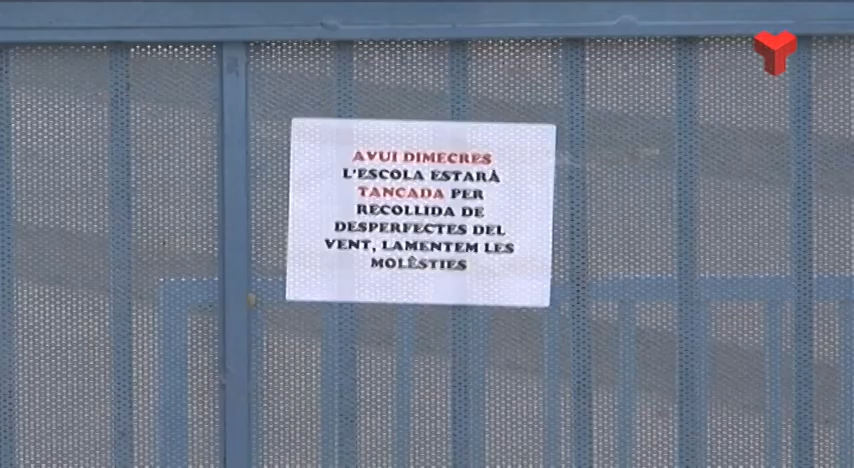 AVUI DIMECRES
L'ESCOLA ESTARÀ
TANCADA PER
RECOLLIDA DE
DESPERFECTES DEL
VENT, LAMENTEM LES
MOLÈSTIES